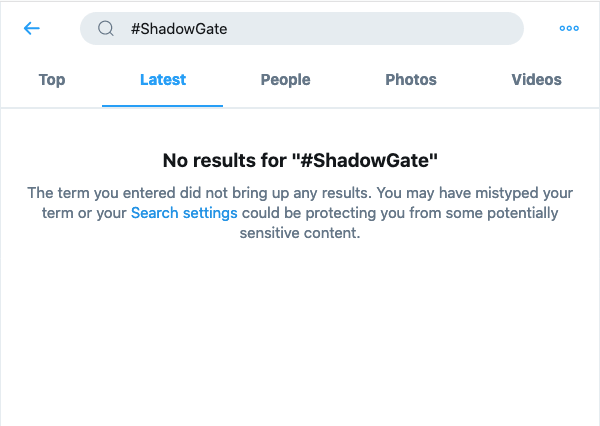 #ShadowGate
Top Latest People Photos Videos
No results for "#ShadowGate"
The term you entered did not bring up any results. You may have mistyped your
term or your Search settings could be protecting you from some potentially
sensitive content.